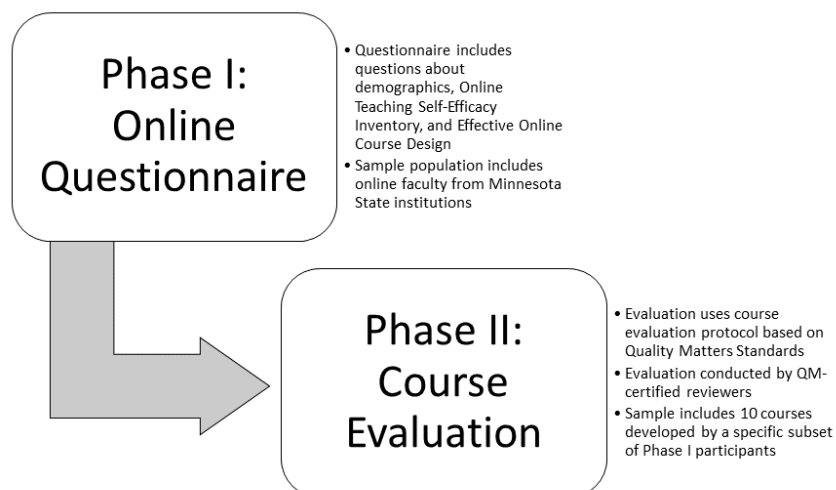 Phase I:
Online
Questionnaire
• Questionnaire includes
questions about
demographics, Online
Teaching Self-Efficacy
Inventory, and Effective Online
Course Design
• Sample population includes
online faculty from Minnesota
State institutions
Phase II:
Course
Evaluation
• Evaluation uses course
evaluation protocol based on
Quality Matters Standards
• Evaluation conducted by QM-
certified reviewers
• Sample includes 10 courses
developed by a specific subset
of Phase I participants